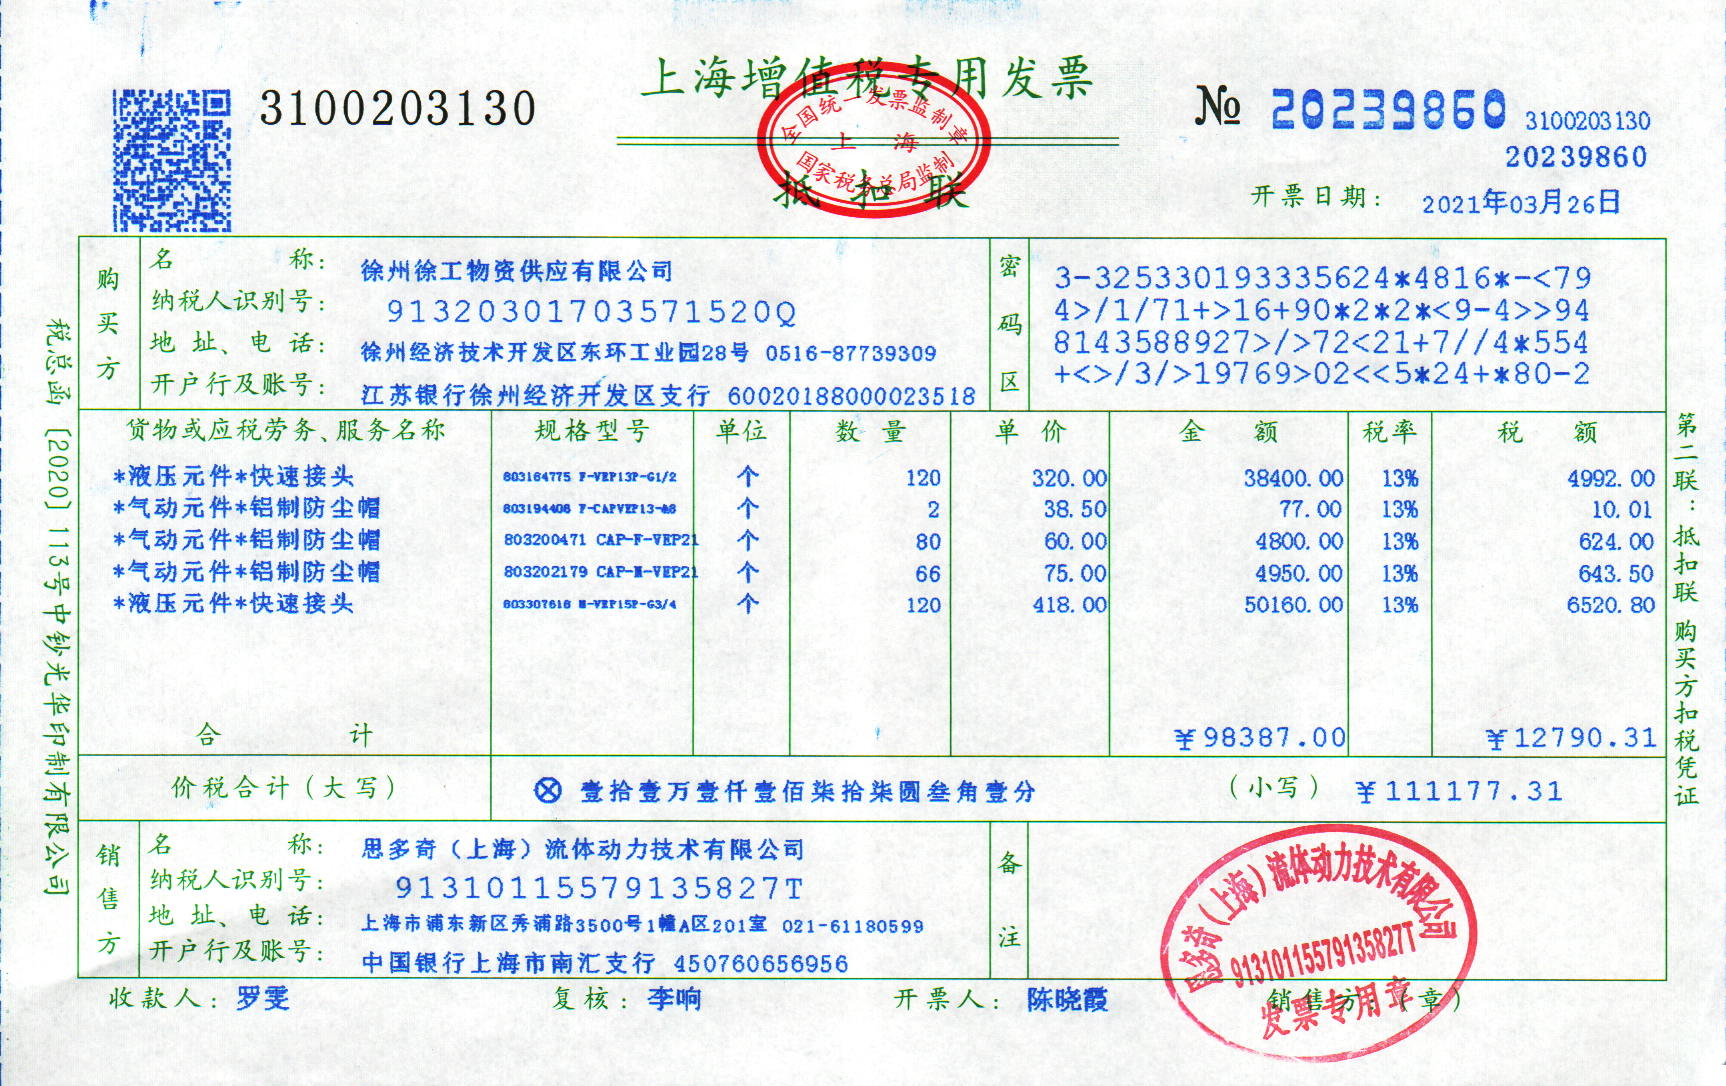 上海增值税专用发票
3100203130
№ 20239860
3100203130
20239860
全国统一发票监制章
上海
国家税务总局监制
抵扣联
开票日期: 2021年03月26日
购买方
名称: 徐州徐工物资供应有限公司
纳税人识别号: 91320301703571520Q
地址、电话: 徐州经济技术开发区东环工业园28号 0516-87739309
开户行及账号: 江苏银行徐州经济开发区支行 60020188000023518
密码区
3-325330193335624*4816*-<79
4>/1/71+>16+90*2*2*<9-4>>94
8143588927>/>72<21+7//4*554
+<>/3/>19769>02<<5*24+*80-2
货物或应税劳务、服务名称 规格型号 单位 数量 单价 金额 税率 税额
*液压元件*快速接头 803164775 F-VEP13P-G1/2 个 120 320.00 38400.00 13% 4992.00
*气动元件*铝制防尘帽 803194408 F-CAPVEP13-A8 个 2 38.50 77.00 13% 10.01
*气动元件*铝制防尘帽 803200471 CAP-F-VEP21 个 80 60.00 4800.00 13% 624.00
*气动元件*铝制防尘帽 803202179 CAP-M-VEP21 个 66 75.00 4950.00 13% 643.50
*液压元件*快速接头 803307618 M-VEP15P-G3/4 个 120 418.00 50160.00 13% 6520.80
合计 ¥98387.00 ¥12790.31
价税合计(大写) ⊗壹拾壹万壹仟壹佰柒拾柒圆叁角壹分 (小写) ¥111177.31
销售方
名称: 思多奇(上海)流体动力技术有限公司
纳税人识别号: 91310115579135827T
地址、电话: 上海市浦东新区秀浦路3500号1幢A区201室 021-61180599
开户行及账号: 中国银行上海市南汇支行 450760656956
备注
思多奇(上海)流体动力技术有限公司
91310115579135827T
发票专用章
收款人: 罗雯 复核: 李响 开票人: 陈晓霞 销售方:(章)
税总函〔2020〕113号中钞光华印制有限公司
第二联:抵扣联 购买方扣税凭证